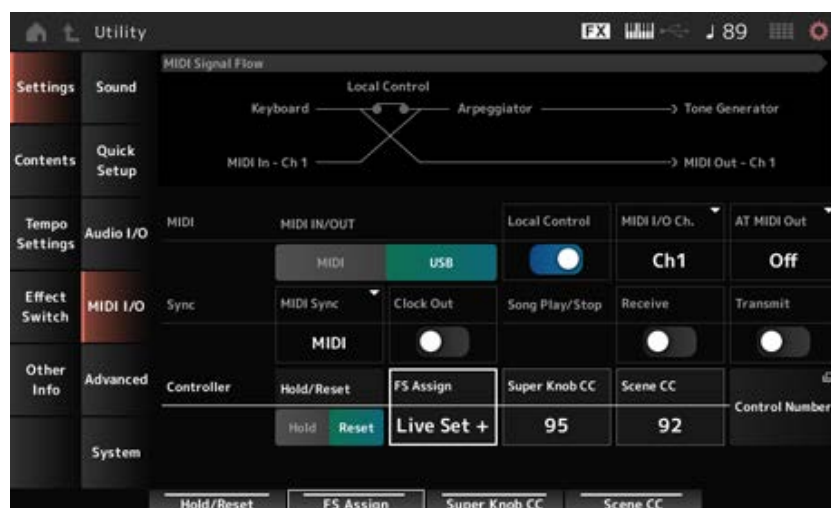 Utility
FX
♩ 89
Settings
Sound
MIDI Signal Flow
Local Control
Keyboard
Arpeggiator
Tone Generator
Contents
Quick
Setup
MIDI In - Ch 1
MIDI Out - Ch 1
Tempo
Settings
Audio I/O
MIDI
MIDI IN/OUT
Local Control
MIDI I/O Ch.
AT MIDI Out
MIDI
USB
Ch1
Off
Effect
Switch
MIDI I/O
Sync
MIDI Sync
Clock Out
Song Play/Stop
Receive
Transmit
MIDI
Other
Info
Advanced
Controller
Hold/Reset
FS Assign
Super Knob CC
Scene CC
Control Number
Hold
Reset
Live Set +
95
92
System
Hold/Reset
FS Assign
Super Knob CC
Scene CC